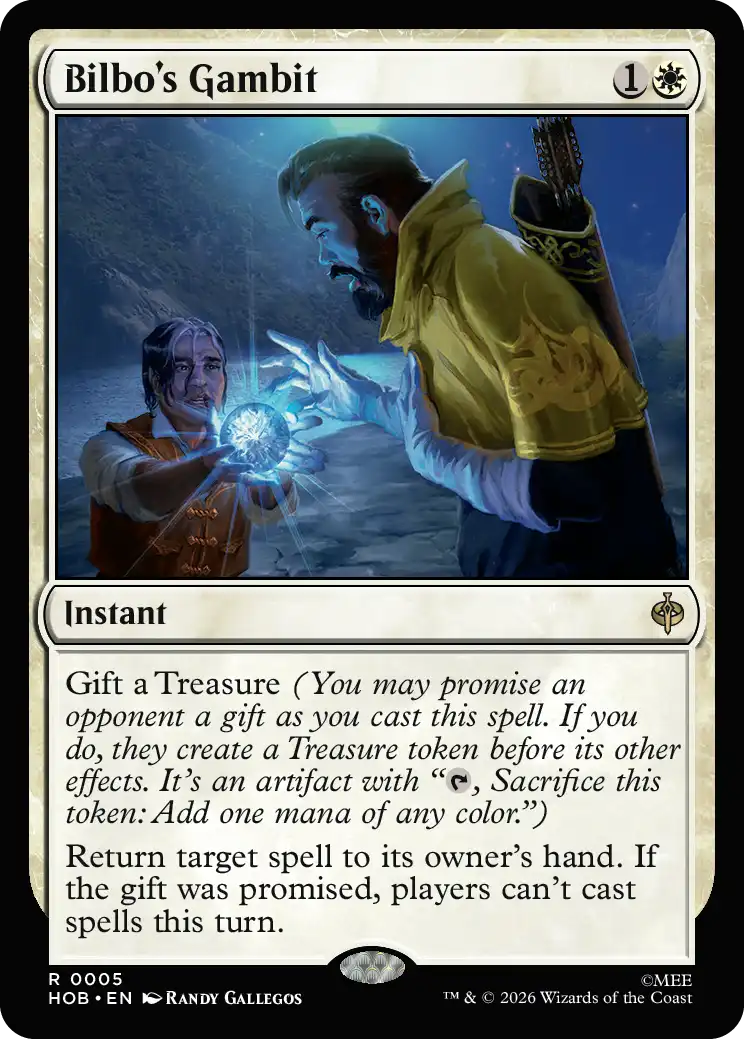 Bilbo's Gambit 1
Instant
Gift a Treasure (You may promise an
opponent a gift as you cast this spell. If you
do, they create a Treasure token before its other
effects. It's an artifact with “, Sacrifice this
token: Add one mana of any color.”)
Return target spell to its owner's hand. If
the gift was promised, players can't cast
spells this turn.
R 0005
HOB • EN RANDY GALLEGOS
©MEE
™ & © 2026 Wizards of the Coast